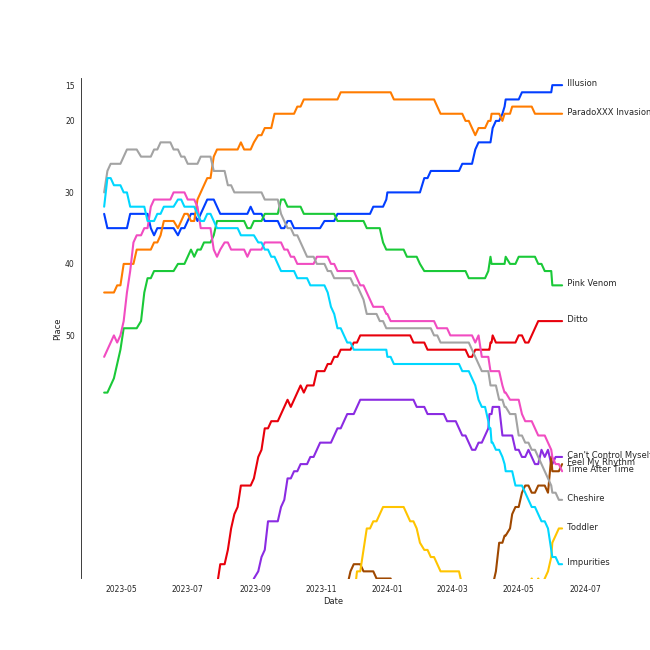 15
20
30
40
50
Place
Illusion
ParadoXXX Invasion
Pink Venom
Ditto
Can't Control Myself
Feel My Rhythm
Time After Time
Cheshire
Toddler
Impurities
2023-05
2023-07
2023-09
2023-11
2024-01
2024-03
2024-05
2024-07
Date